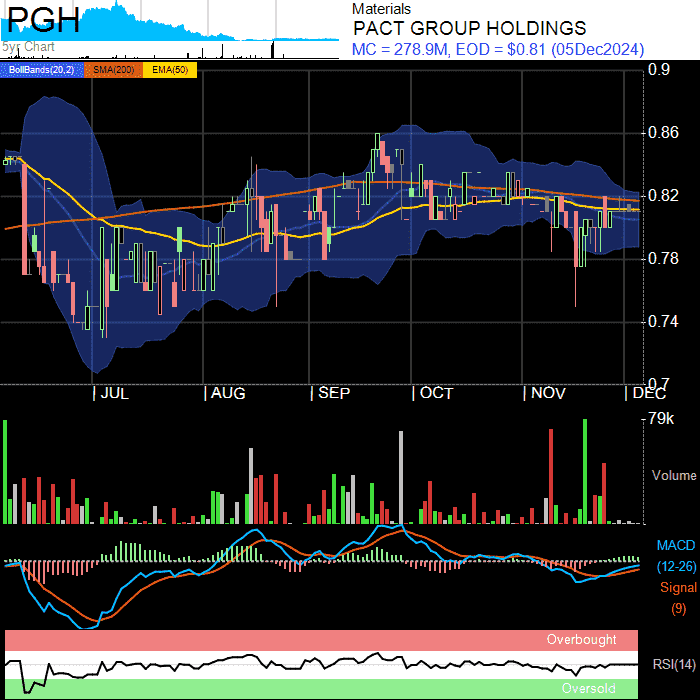 PGH
5yr Chart
Materials
PACT GROUP HOLDINGS
MC = 278.9M, EOD = $0.81 (05Dec2024)
BollBands(20,2) SMA(200) EMA(50)
0.9
0.86
0.82
0.78
0.74
0.7
JUL AUG SEP OCT NOV DEC
79k
Volume
MACD
(12-26)
Signal
(9)
Overbought
RSI(14)
Oversold